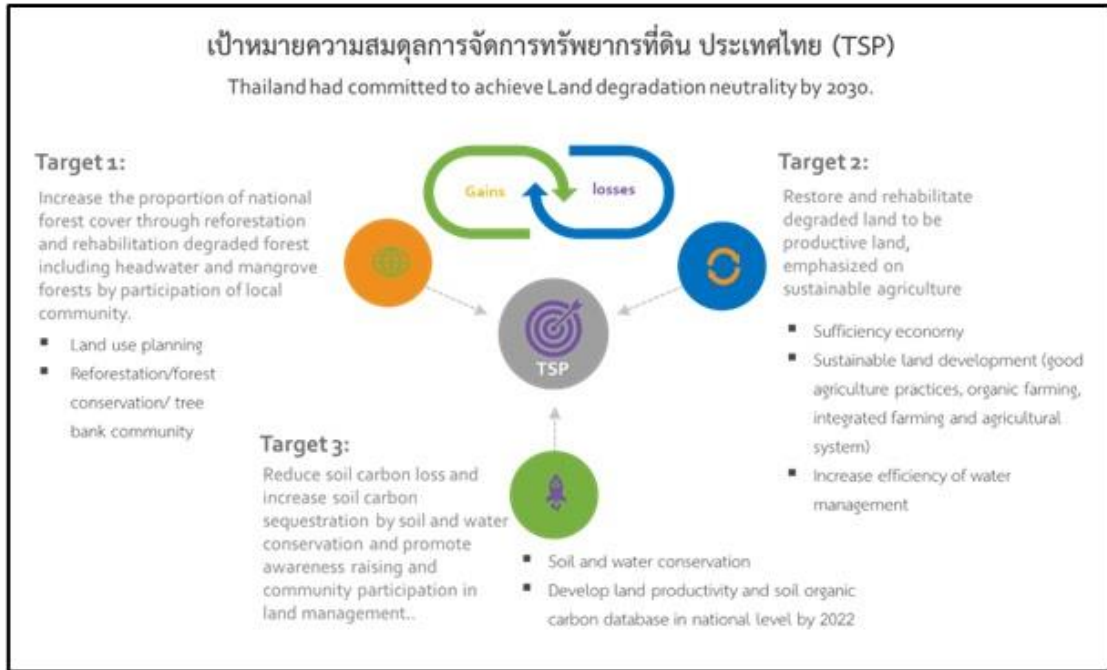 เป้าหมายความสมดุลการจัดการทรัพยากรที่ดิน ประเทศไทย (TSP)
Thailand had committed to achieve Land degradation neutrality by 2030.
Target 1:
Increase the proportion of national
forest cover through reforestation
and rehabilitation degraded forest
including headwater and mangrove
forests by participation of local
community.
▪ Land use planning
▪ Reforestation/forest
conservation/ tree
bank community
Gains
losses
TSP
Target 2:
Restore and rehabilitate
degraded land to be
productive land,
emphasized on
sustainable agriculture
▪ Sufficiency economy
▪ Sustainable land development (good
agriculture practices, organic farming,
integrated farming and agricultural
system)
▪ Increase efficiency of water
management
Target 3:
Reduce soil carbon loss and
increase soil carbon
sequestration by soil and water
conservation and promote
awareness raising and
community participation in
land management..
▪ Soil and water conservation
▪ Develop land productivity and soil organic
carbon database in national level by 2022